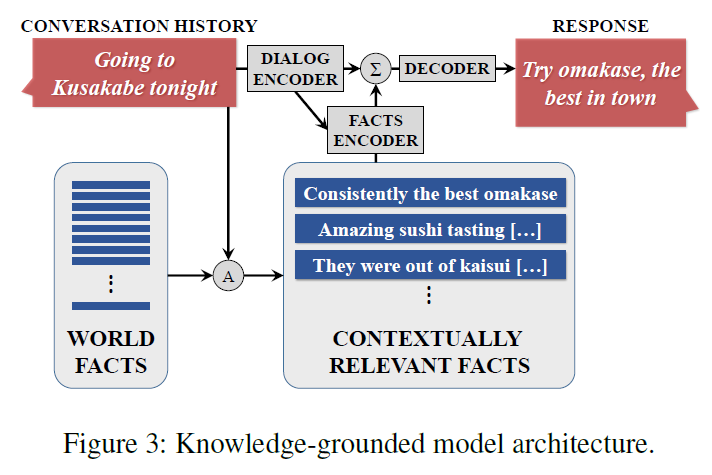 CONVERSATION HISTORY
RESPONSE
Going to
Kusakabe tonight
DIALOG
ENCODER
Σ
DECODER
Try omakase, the
best in town
FACTS
ENCODER
Consistently the best omakase
Amazing sushi tasting […]
They were out of kaisui […]
⋮
⋮
A
WORLD
FACTS
CONTEXTUALLY
RELEVANT FACTS
Figure 3: Knowledge-grounded model architecture.